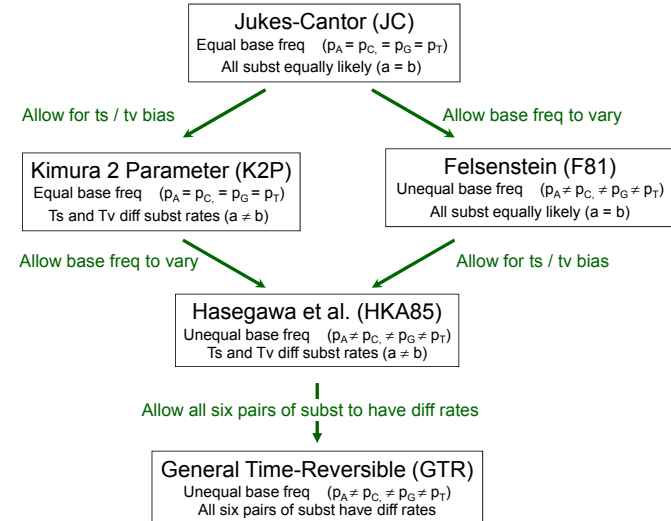 Jukes-Cantor (JC)
Equal base freq (pA = pC, = pG = pT)
All subst equally likely (a = b)
Allow for ts / tv bias
Allow base freq to vary
Kimura 2 Parameter (K2P)
Equal base freq (pA = pC, = pG = pT)
Ts and Tv diff subst rates (a ≠ b)
Felsenstein (F81)
Unequal base freq (pA ≠ pC, ≠ pG ≠ pT)
All subst equally likely (a = b)
Allow base freq to vary
Allow for ts / tv bias
Hasegawa et al. (HKA85)
Unequal base freq (pA ≠ pC, ≠ pG ≠ pT)
Ts and Tv diff subst rates (a ≠ b)
Allow all six pairs of subst to have diff rates
General Time-Reversible (GTR)
Unequal base freq (pA ≠ pC, ≠ pG ≠ pT)
All six pairs of subst have diff rates